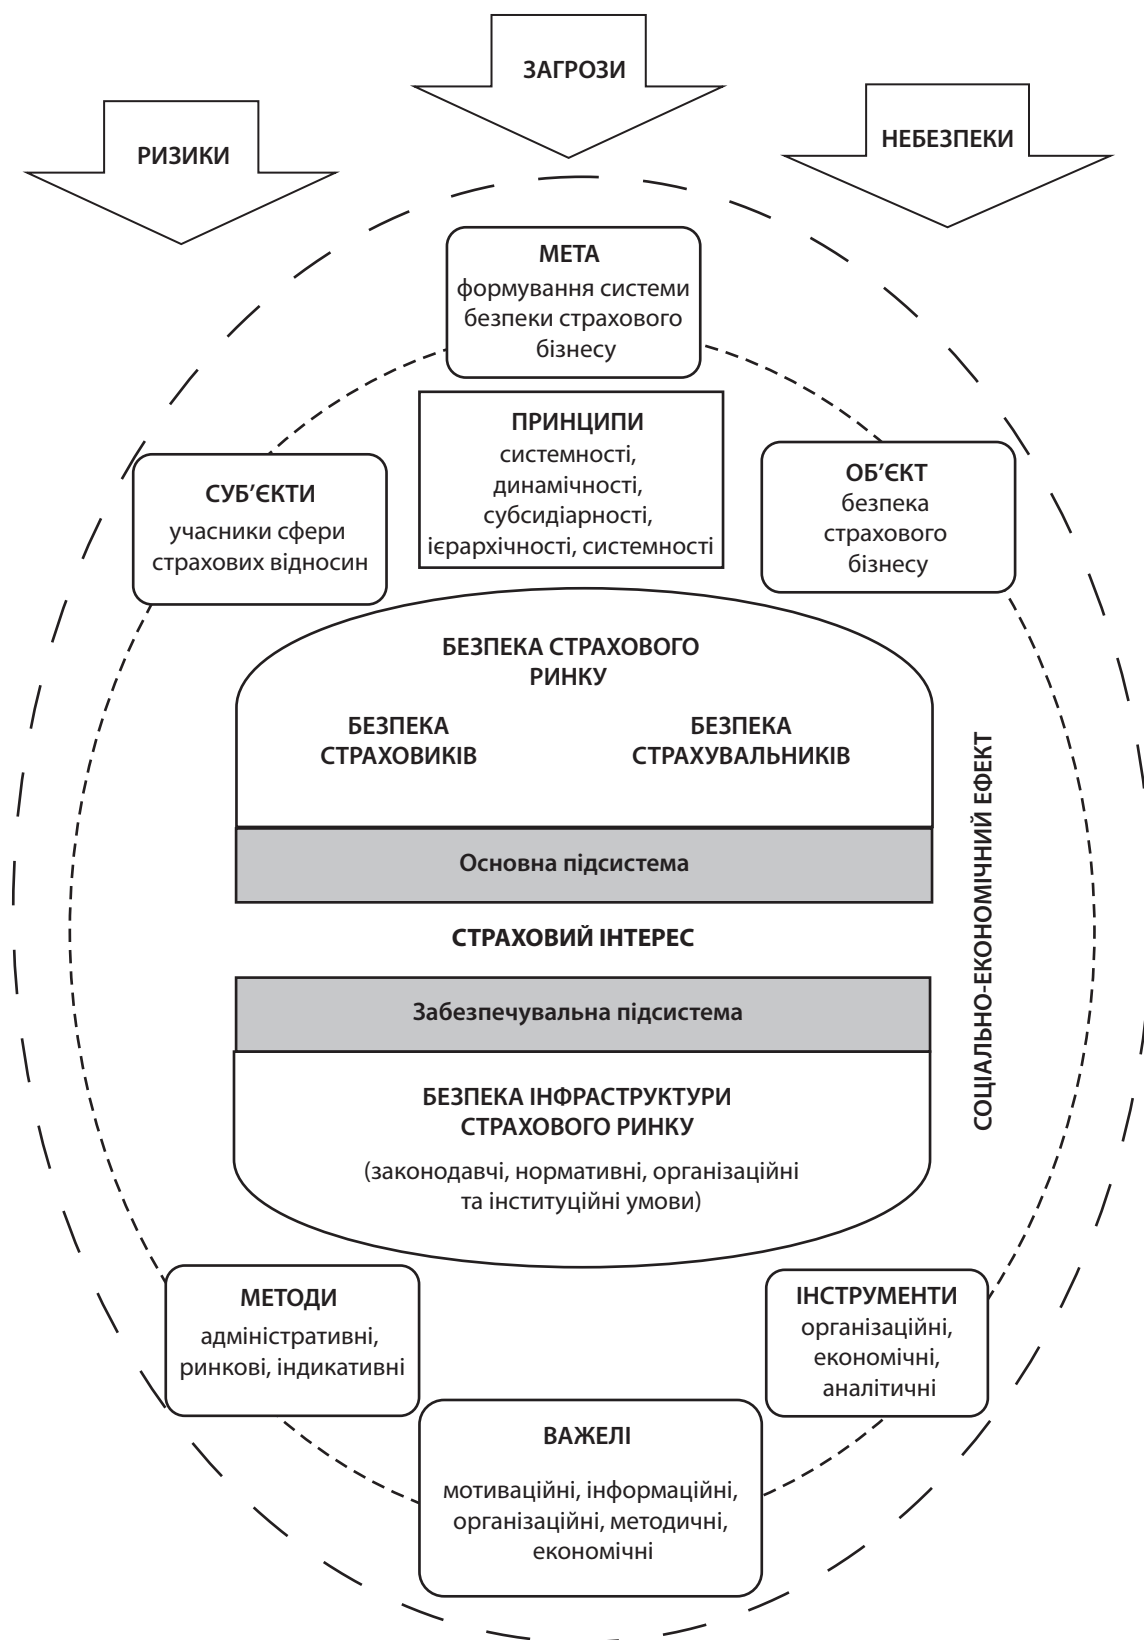 ЗАГРОЗИ
РИЗИКИ
НЕБЕЗПЕКИ
МЕТА
формування системи
безпеки страхового
бізнесу
ПРИНЦИПИ
системності,
динамічності,
субсидіарності,
ієрархічності, системності
СУБ’ЄКТИ
учасники сфери
страхових відносин
ОБ’ЄКТ
безпека
страхового
бізнесу
БЕЗПЕКА СТРАХОВОГО
РИНКУ
БЕЗПЕКА
СТРАХОВИКІВ
БЕЗПЕКА
СТРАХУВАЛЬНИКІВ
Основна підсистема
СТРАХОВИЙ ІНТЕРЕС
Забезпечувальна підсистема
БЕЗПЕКА ІНФРАСТРУКТУРИ
СТРАХОВОГО РИНКУ
(законодавчі, нормативні, організаційні
та інституційні умови)
СОЦІАЛЬНО-ЕКОНОМІЧНИЙ ЕФЕКТ
МЕТОДИ
адміністративні,
ринкові, індикативні
ІНСТРУМЕНТИ
організаційні,
економічні,
аналітичні
ВАЖЕЛІ
мотиваційні, інформаційні,
організаційні, методичні,
економічні